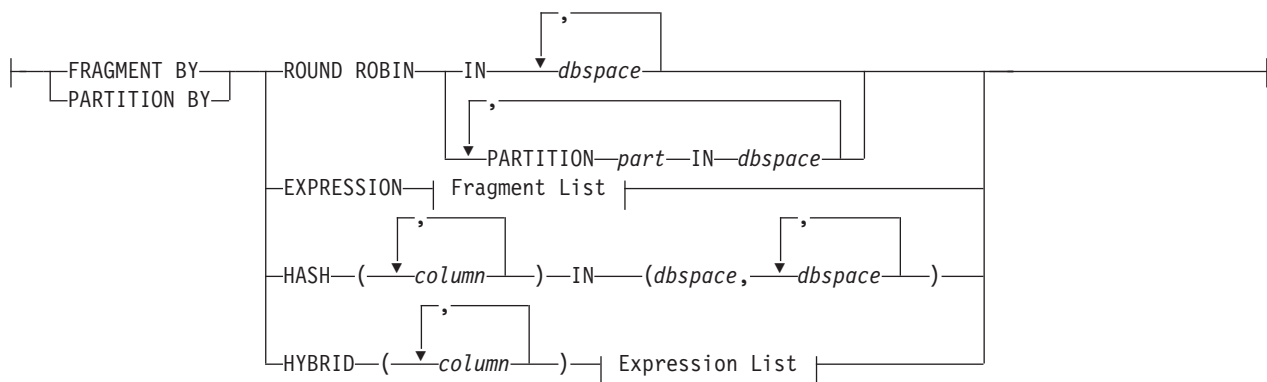 ,
FRAGMENT BY ROUND ROBIN IN dbspace
PARTITION BY
,
PARTITION part IN dbspace
EXPRESSION Fragment List
, ,
HASH ( column ) IN (dbspace, dbspace )
,
HYBRID ( column ) Expression List